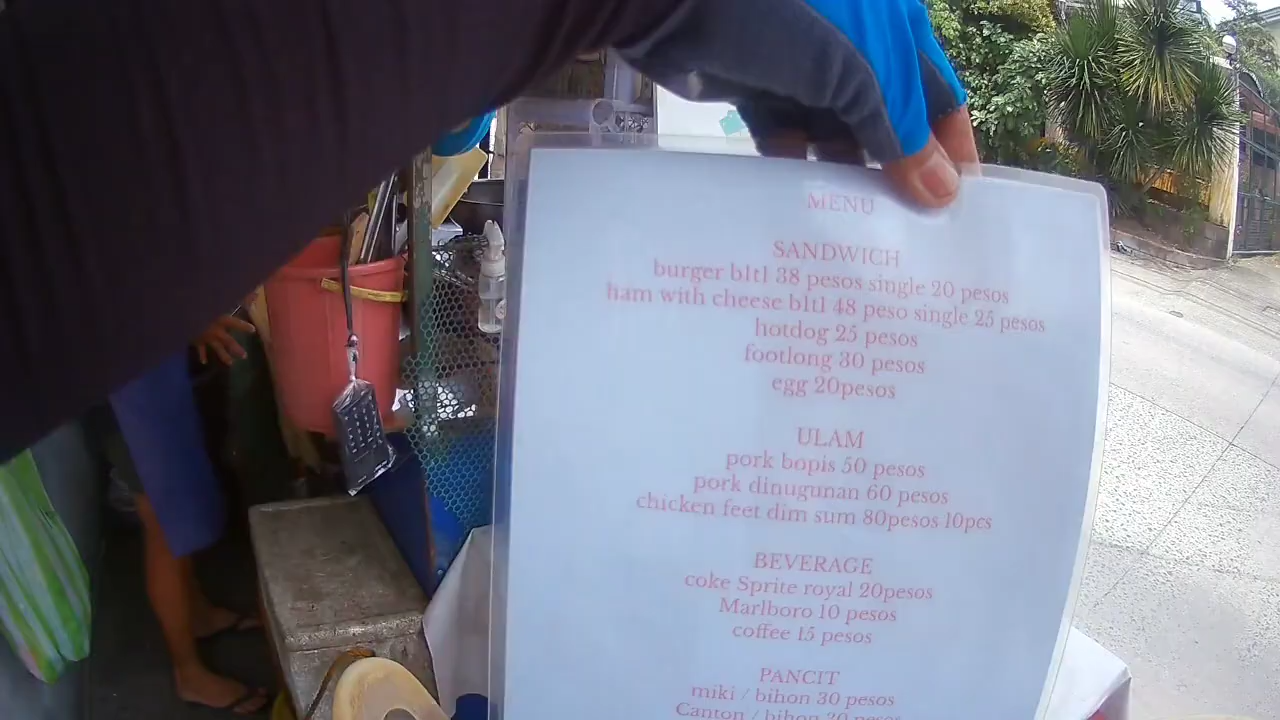 MENU
SANDWICH
burger bltl 38 pesos single 20 pesos
ham with cheese bltl 48 peso single 25 pesos
hotdog 25 pesos
footlong 30 pesos
egg 20pesos
ULAM
pork bopis 50 pesos
pork dinugunan 60 pesos
chicken feet dim sum 80pesos 10pcs
BEVERAGE
coke Sprite royal 20pesos
Marlboro 10 pesos
coffee 15 pesos
PANCIT
miki / bihon 30 pesos
Canton / bihon 30 pesos